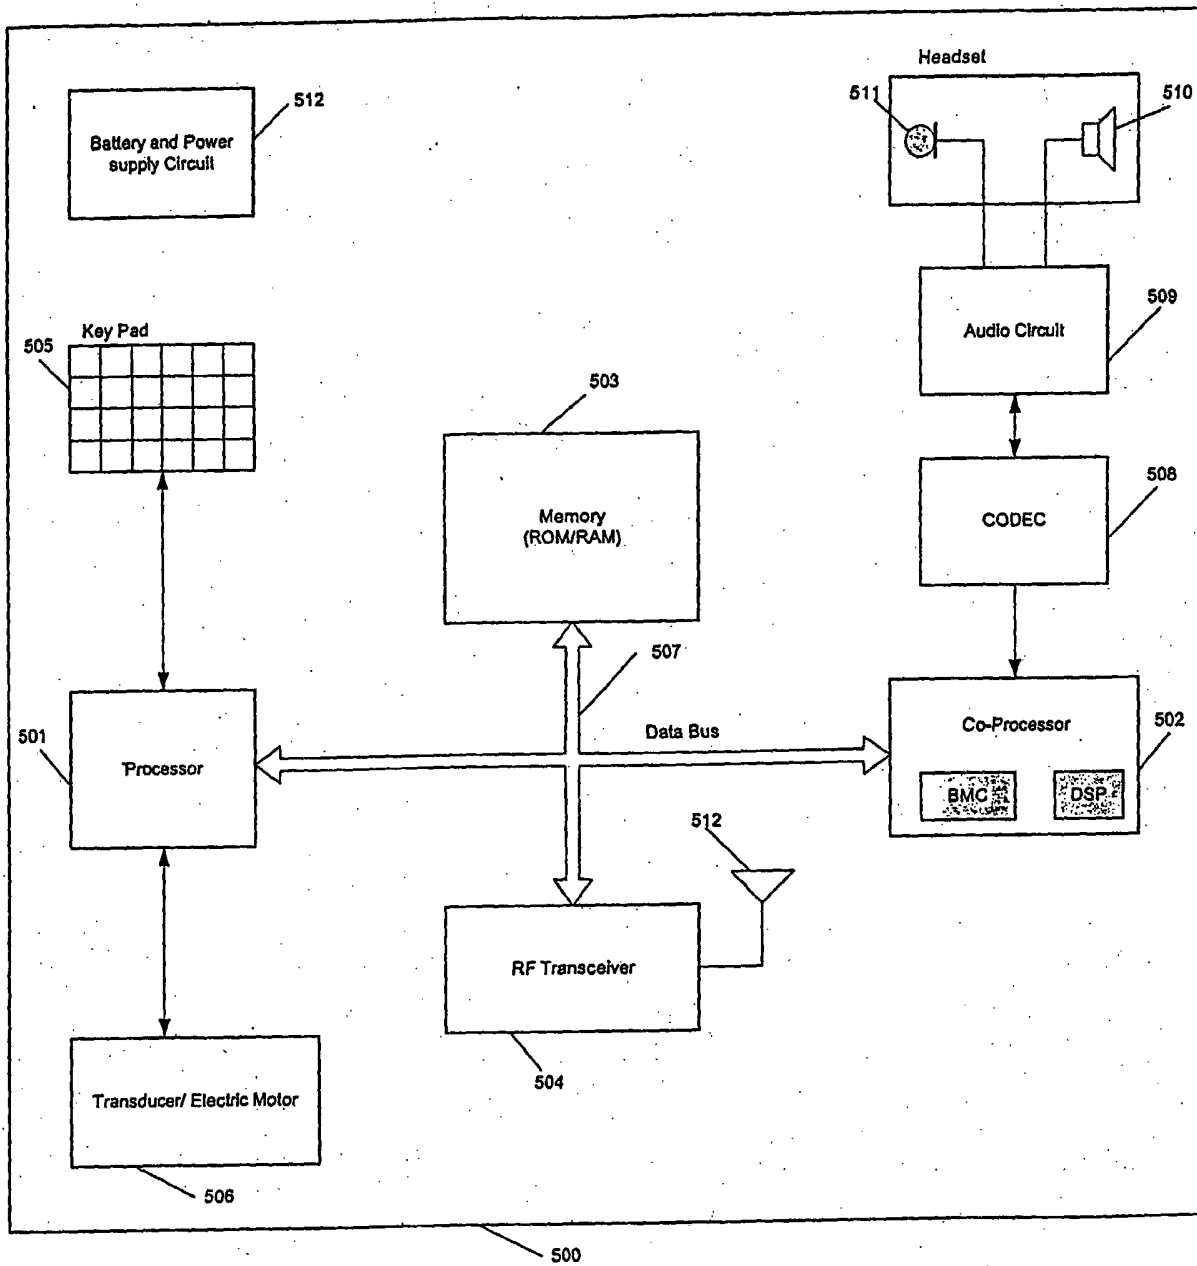 Headset
512
511
510
Battery and Power
supply Circuit
509
Key Pad
505
Audio Circuit
503
508
Memory
(ROM/RAM)
CODEC
507
501
Data Bus
Co-Processor
502
Processor
BMC
DSP
512
RF Transceiver
504
Transducer/ Electric Motor
506
500